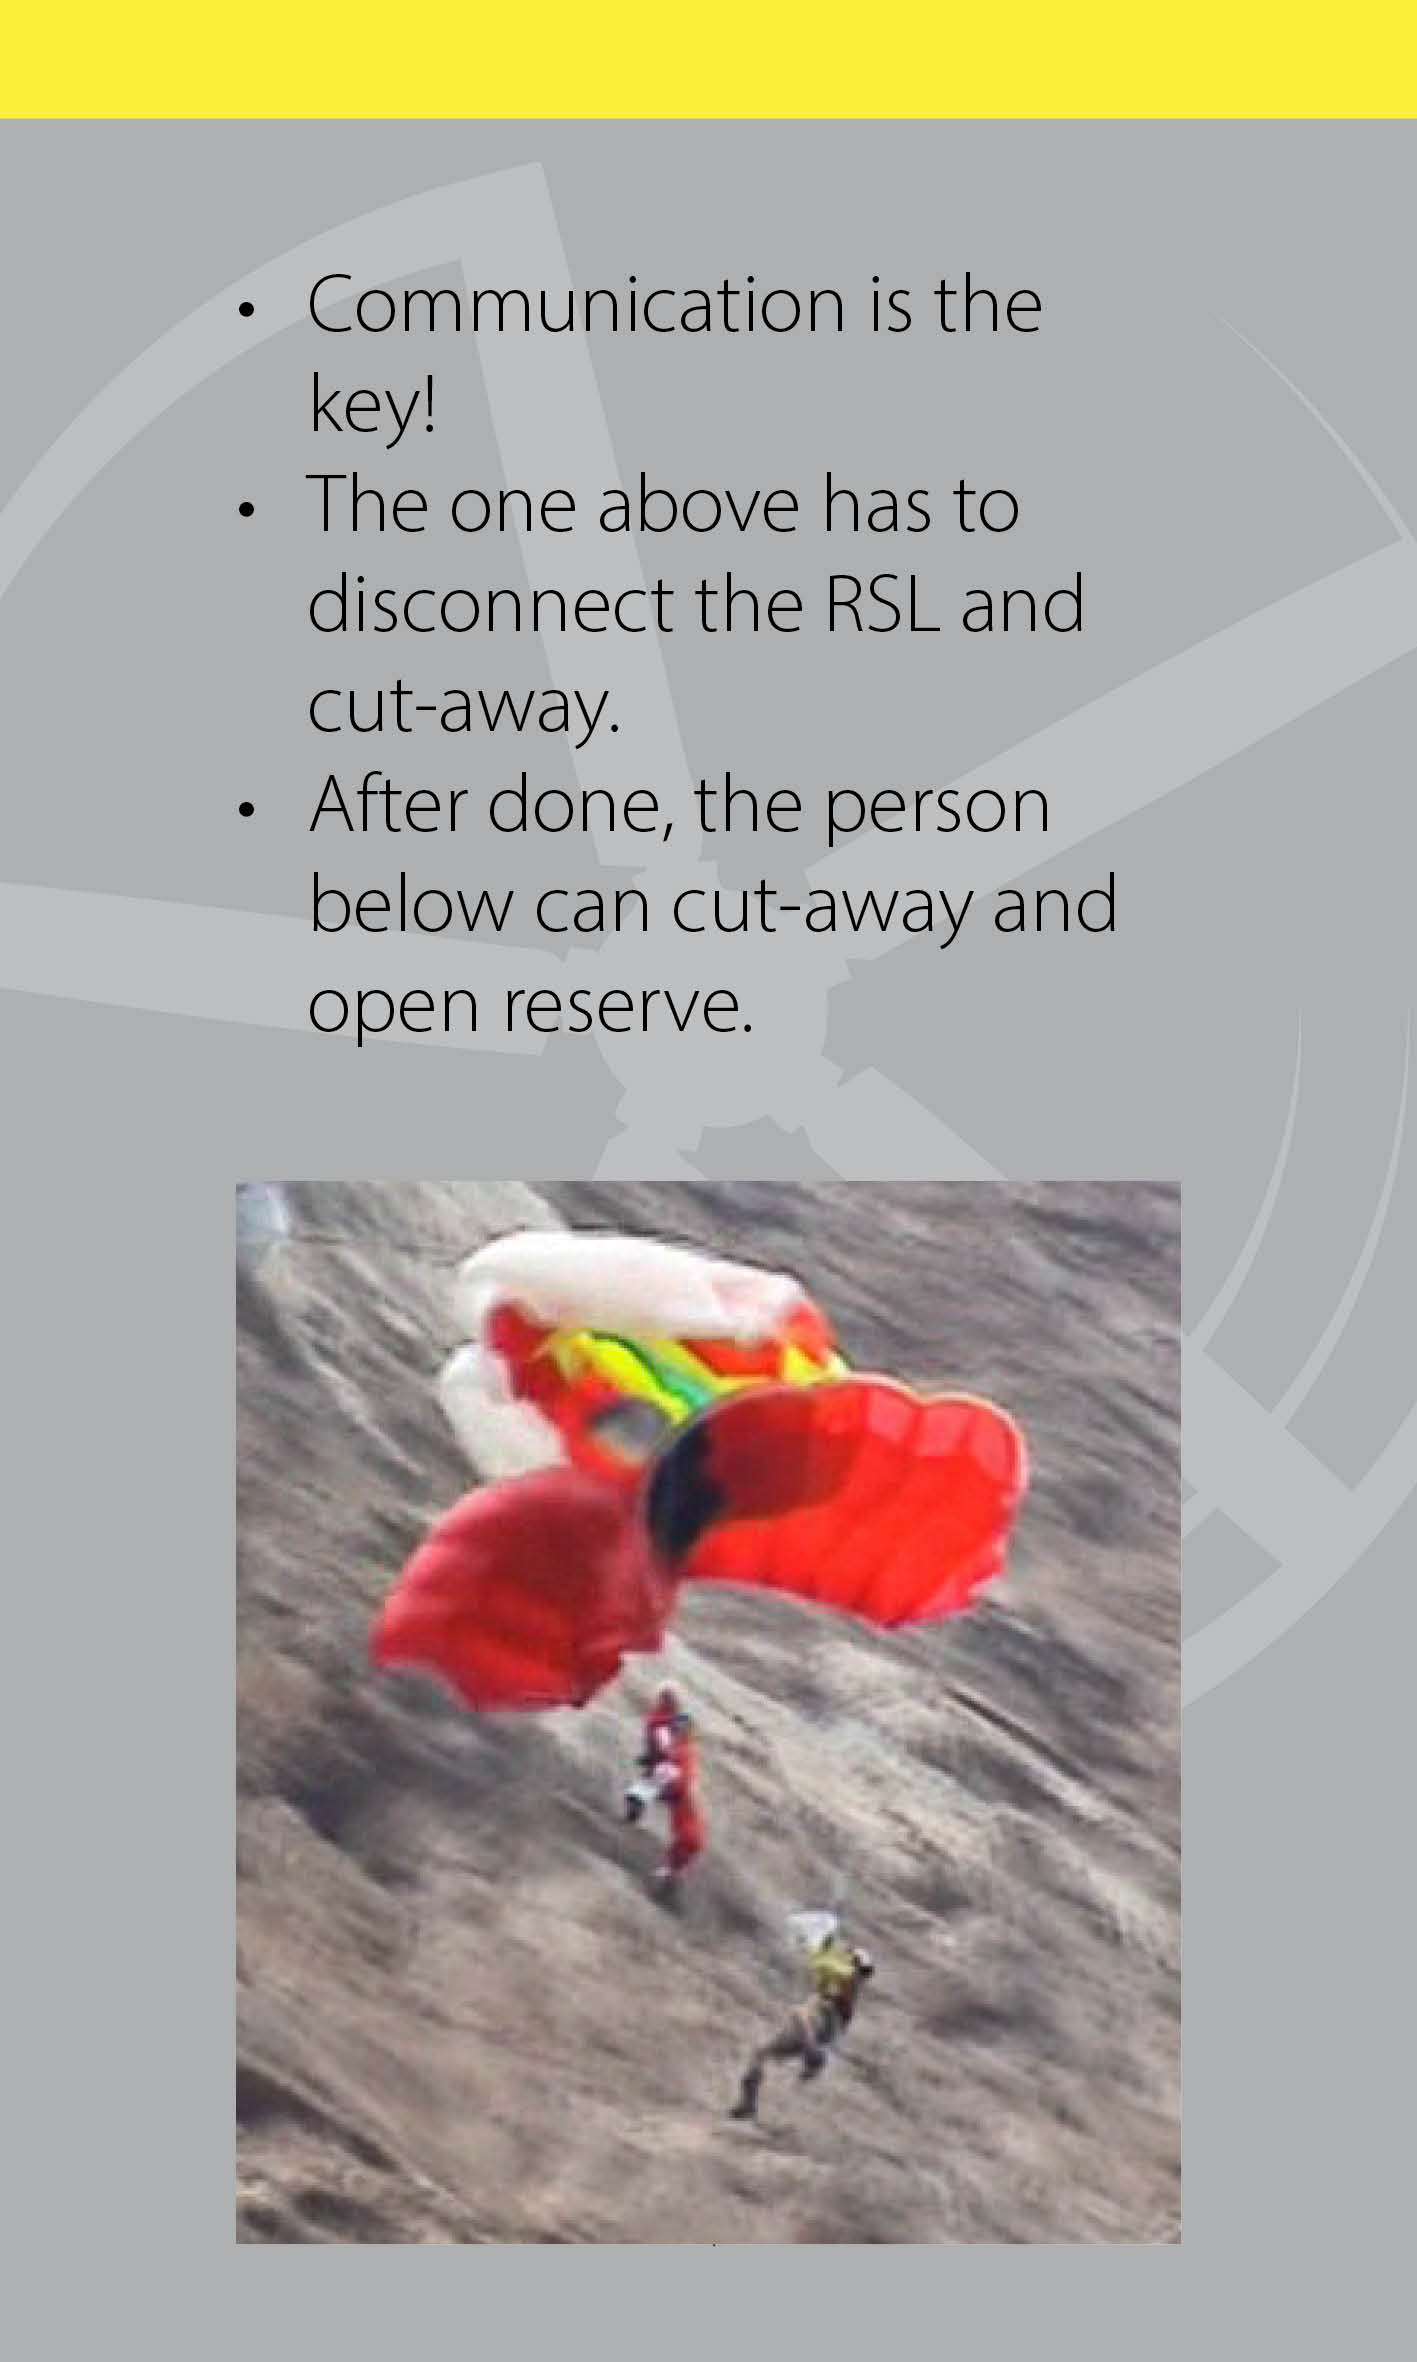 • Communication is the
key!
• The one above has to
disconnect the RSL and
cut-away.
• After done, the person
below can cut-away and
open reserve.